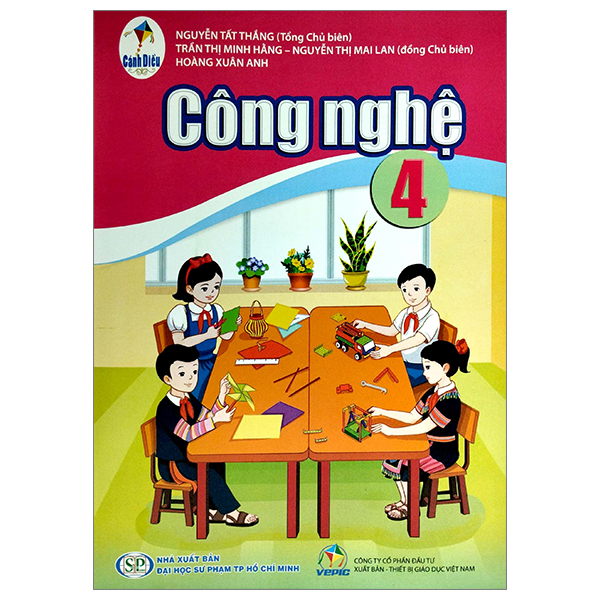 Cánh Diều
NGUYỄN TẤT THẮNG (Tổng Chủ biên)
TRẦN THỊ MINH HẰNG – NGUYỄN THỊ MAI LAN (đồng Chủ biên)
HOÀNG XUÂN ANH
Công nghệ
4
SP
NHÀ XUẤT BẢN
ĐẠI HỌC SƯ PHẠM TP HỒ CHÍ MINH
VEPIC
CÔNG TY CỔ PHẦN ĐẦU TƯ
XUẤT BẢN – THIẾT BỊ GIÁO DỤC VIỆT NAM